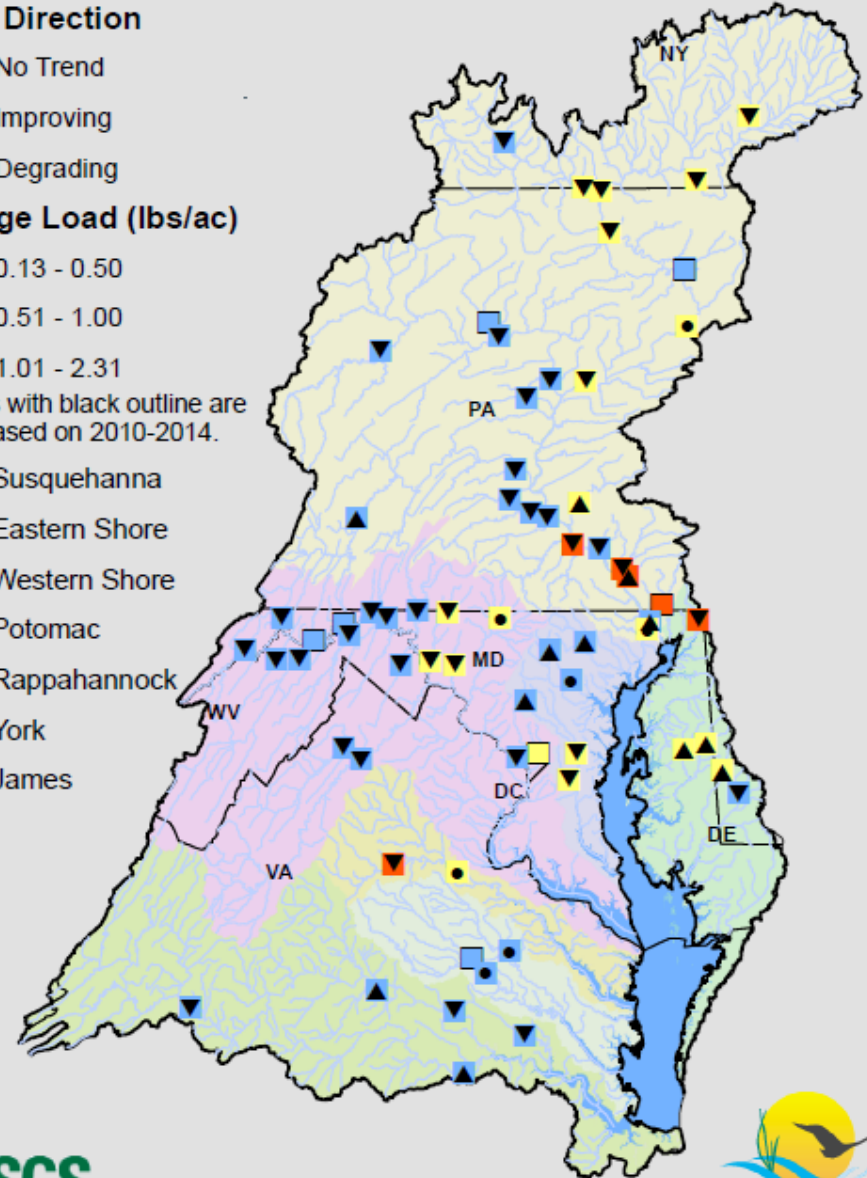 Direction
No Trend
Improving
Degrading
ge Load (lbs/ac)
0.13 - 0.50
0.51 - 1.00
1.01 - 2.31
with black outline are
ased on 2010-2014.
Susquehanna
Eastern Shore
Western Shore
Potomac
Rappahannock
York
James
NY
PA
MD
WV
DC
DE
VA
SGS